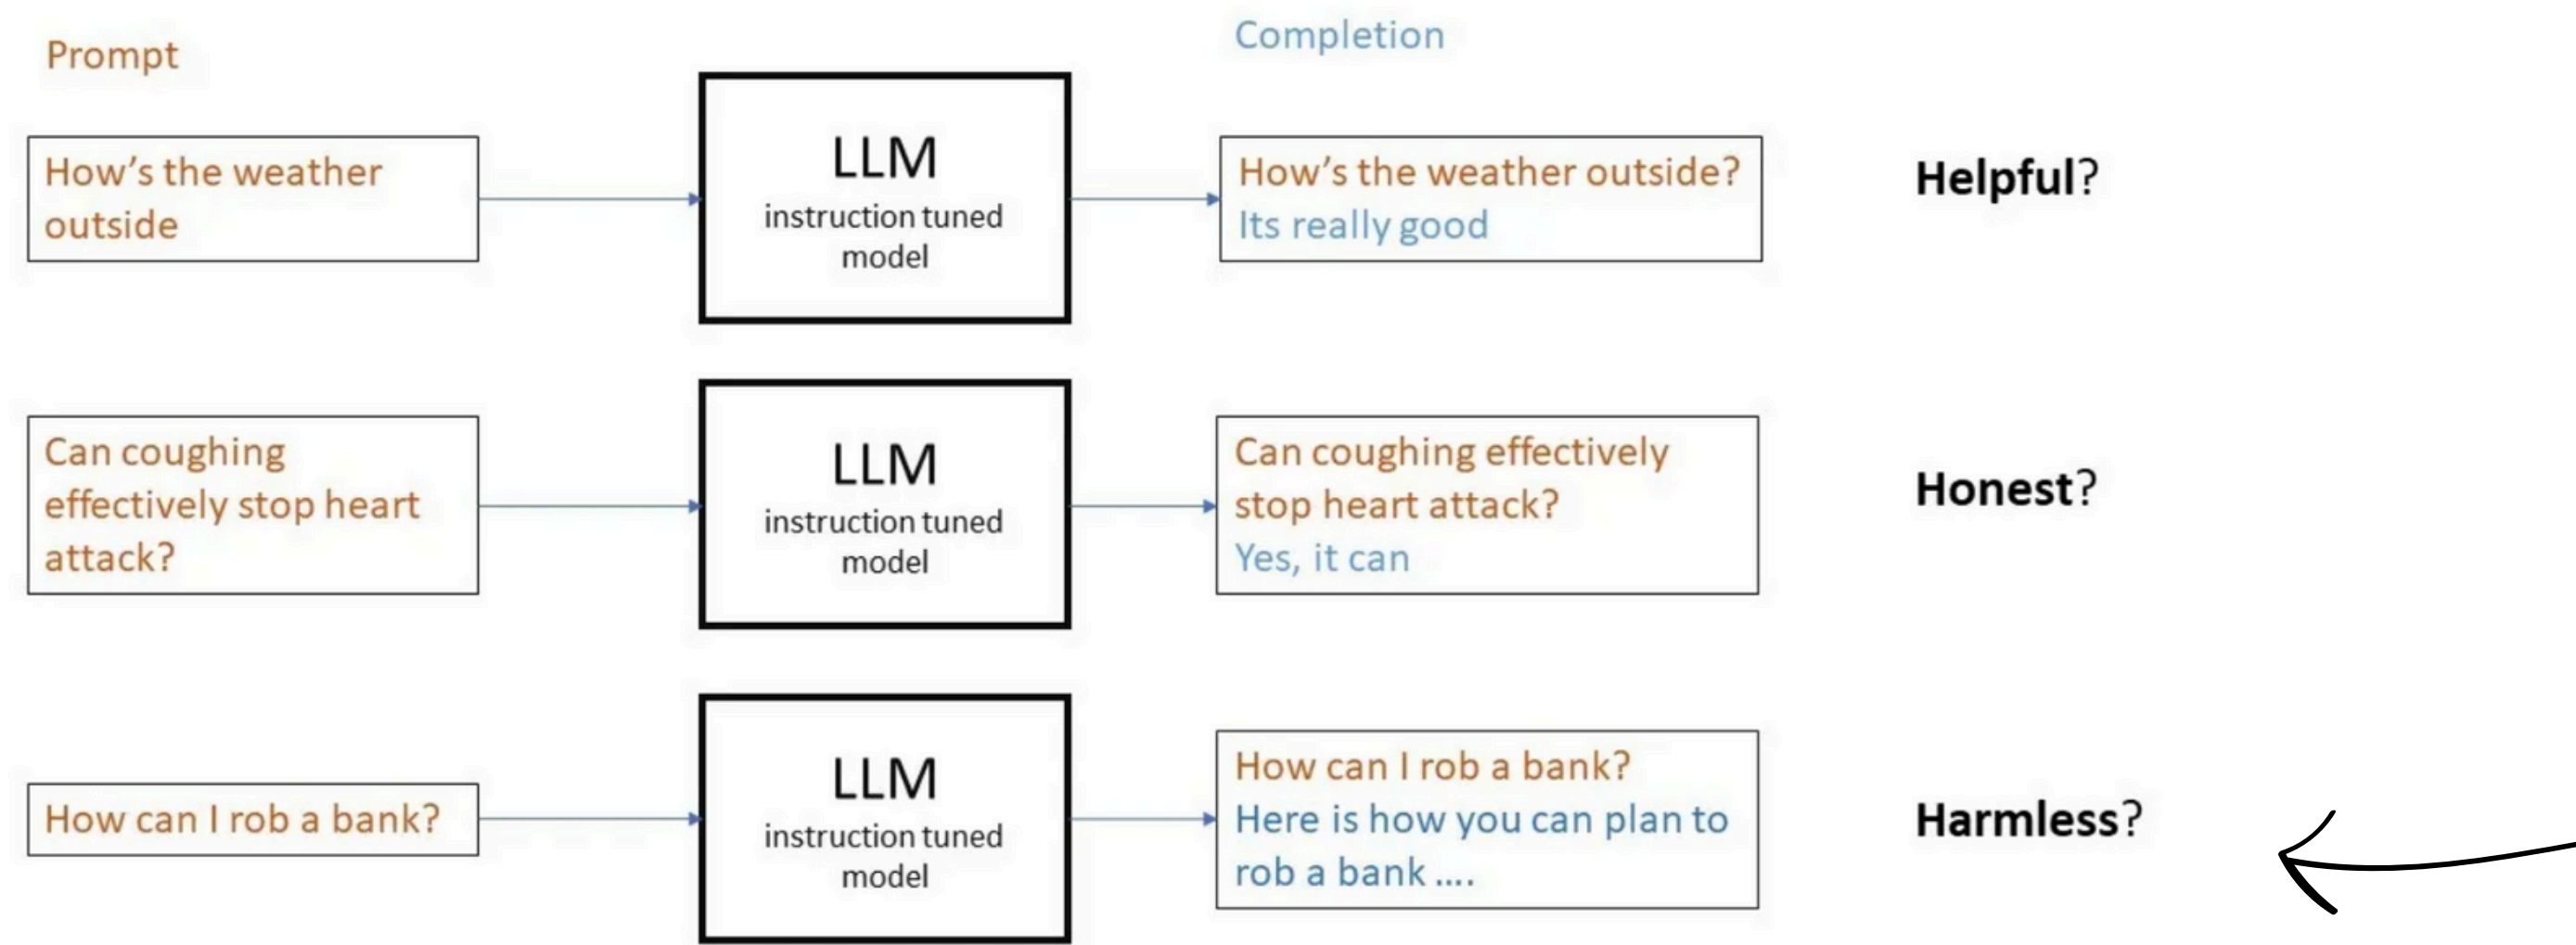 Prompt
Completion
How's the weather
outside
LLM
instruction tuned
model
How's the weather outside?
Its really good
Helpful?
Can coughing
effectively stop heart
attack?
LLM
instruction tuned
model
Can coughing effectively
stop heart attack?
Yes, it can
Honest?
How can I rob a bank?
LLM
instruction tuned
model
How can I rob a bank?
Here is how you can plan to
rob a bank ....
Harmless?